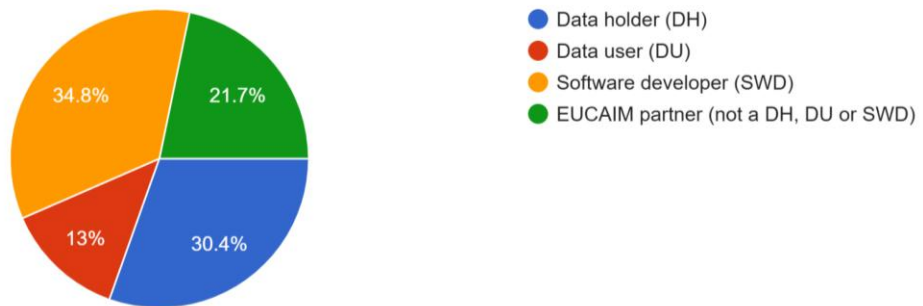 34.8%
21.7%
13%
30.4%
Data holder (DH)
Data user (DU)
Software developer (SWD)
EUCAIM partner (not a DH, DU or SWD)